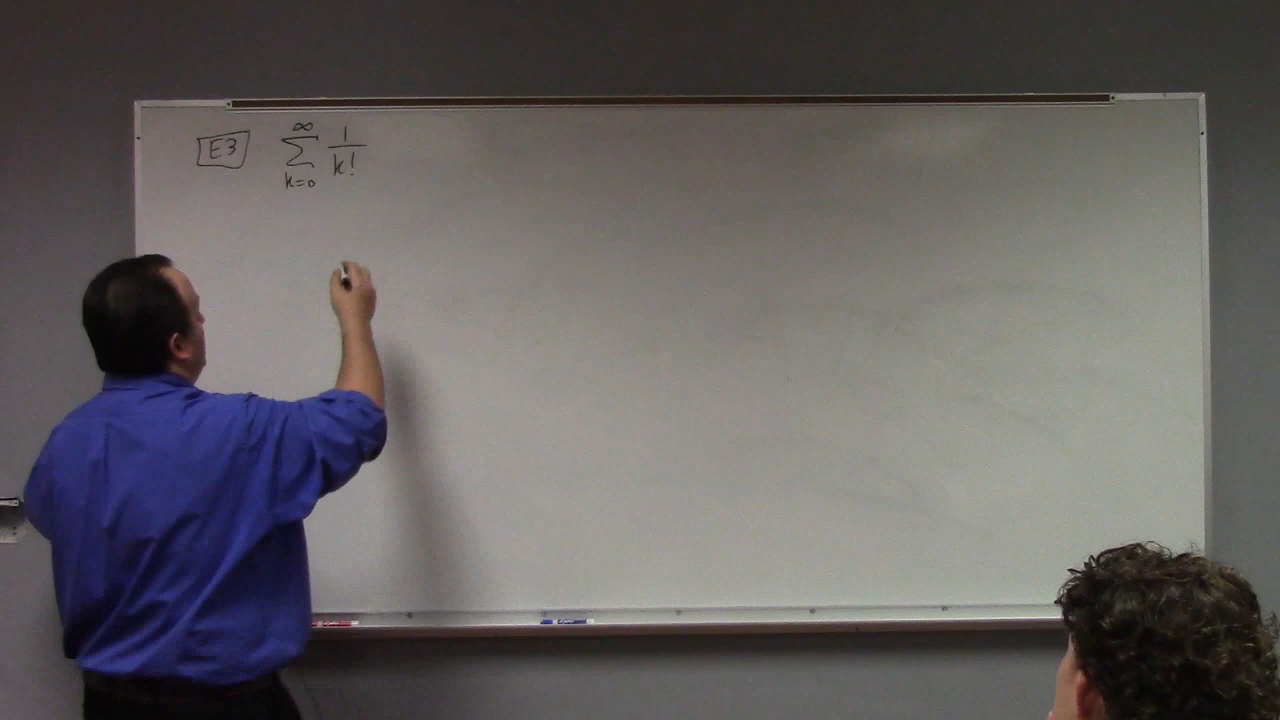 E3 ∞ ∑ k=0 1/k!